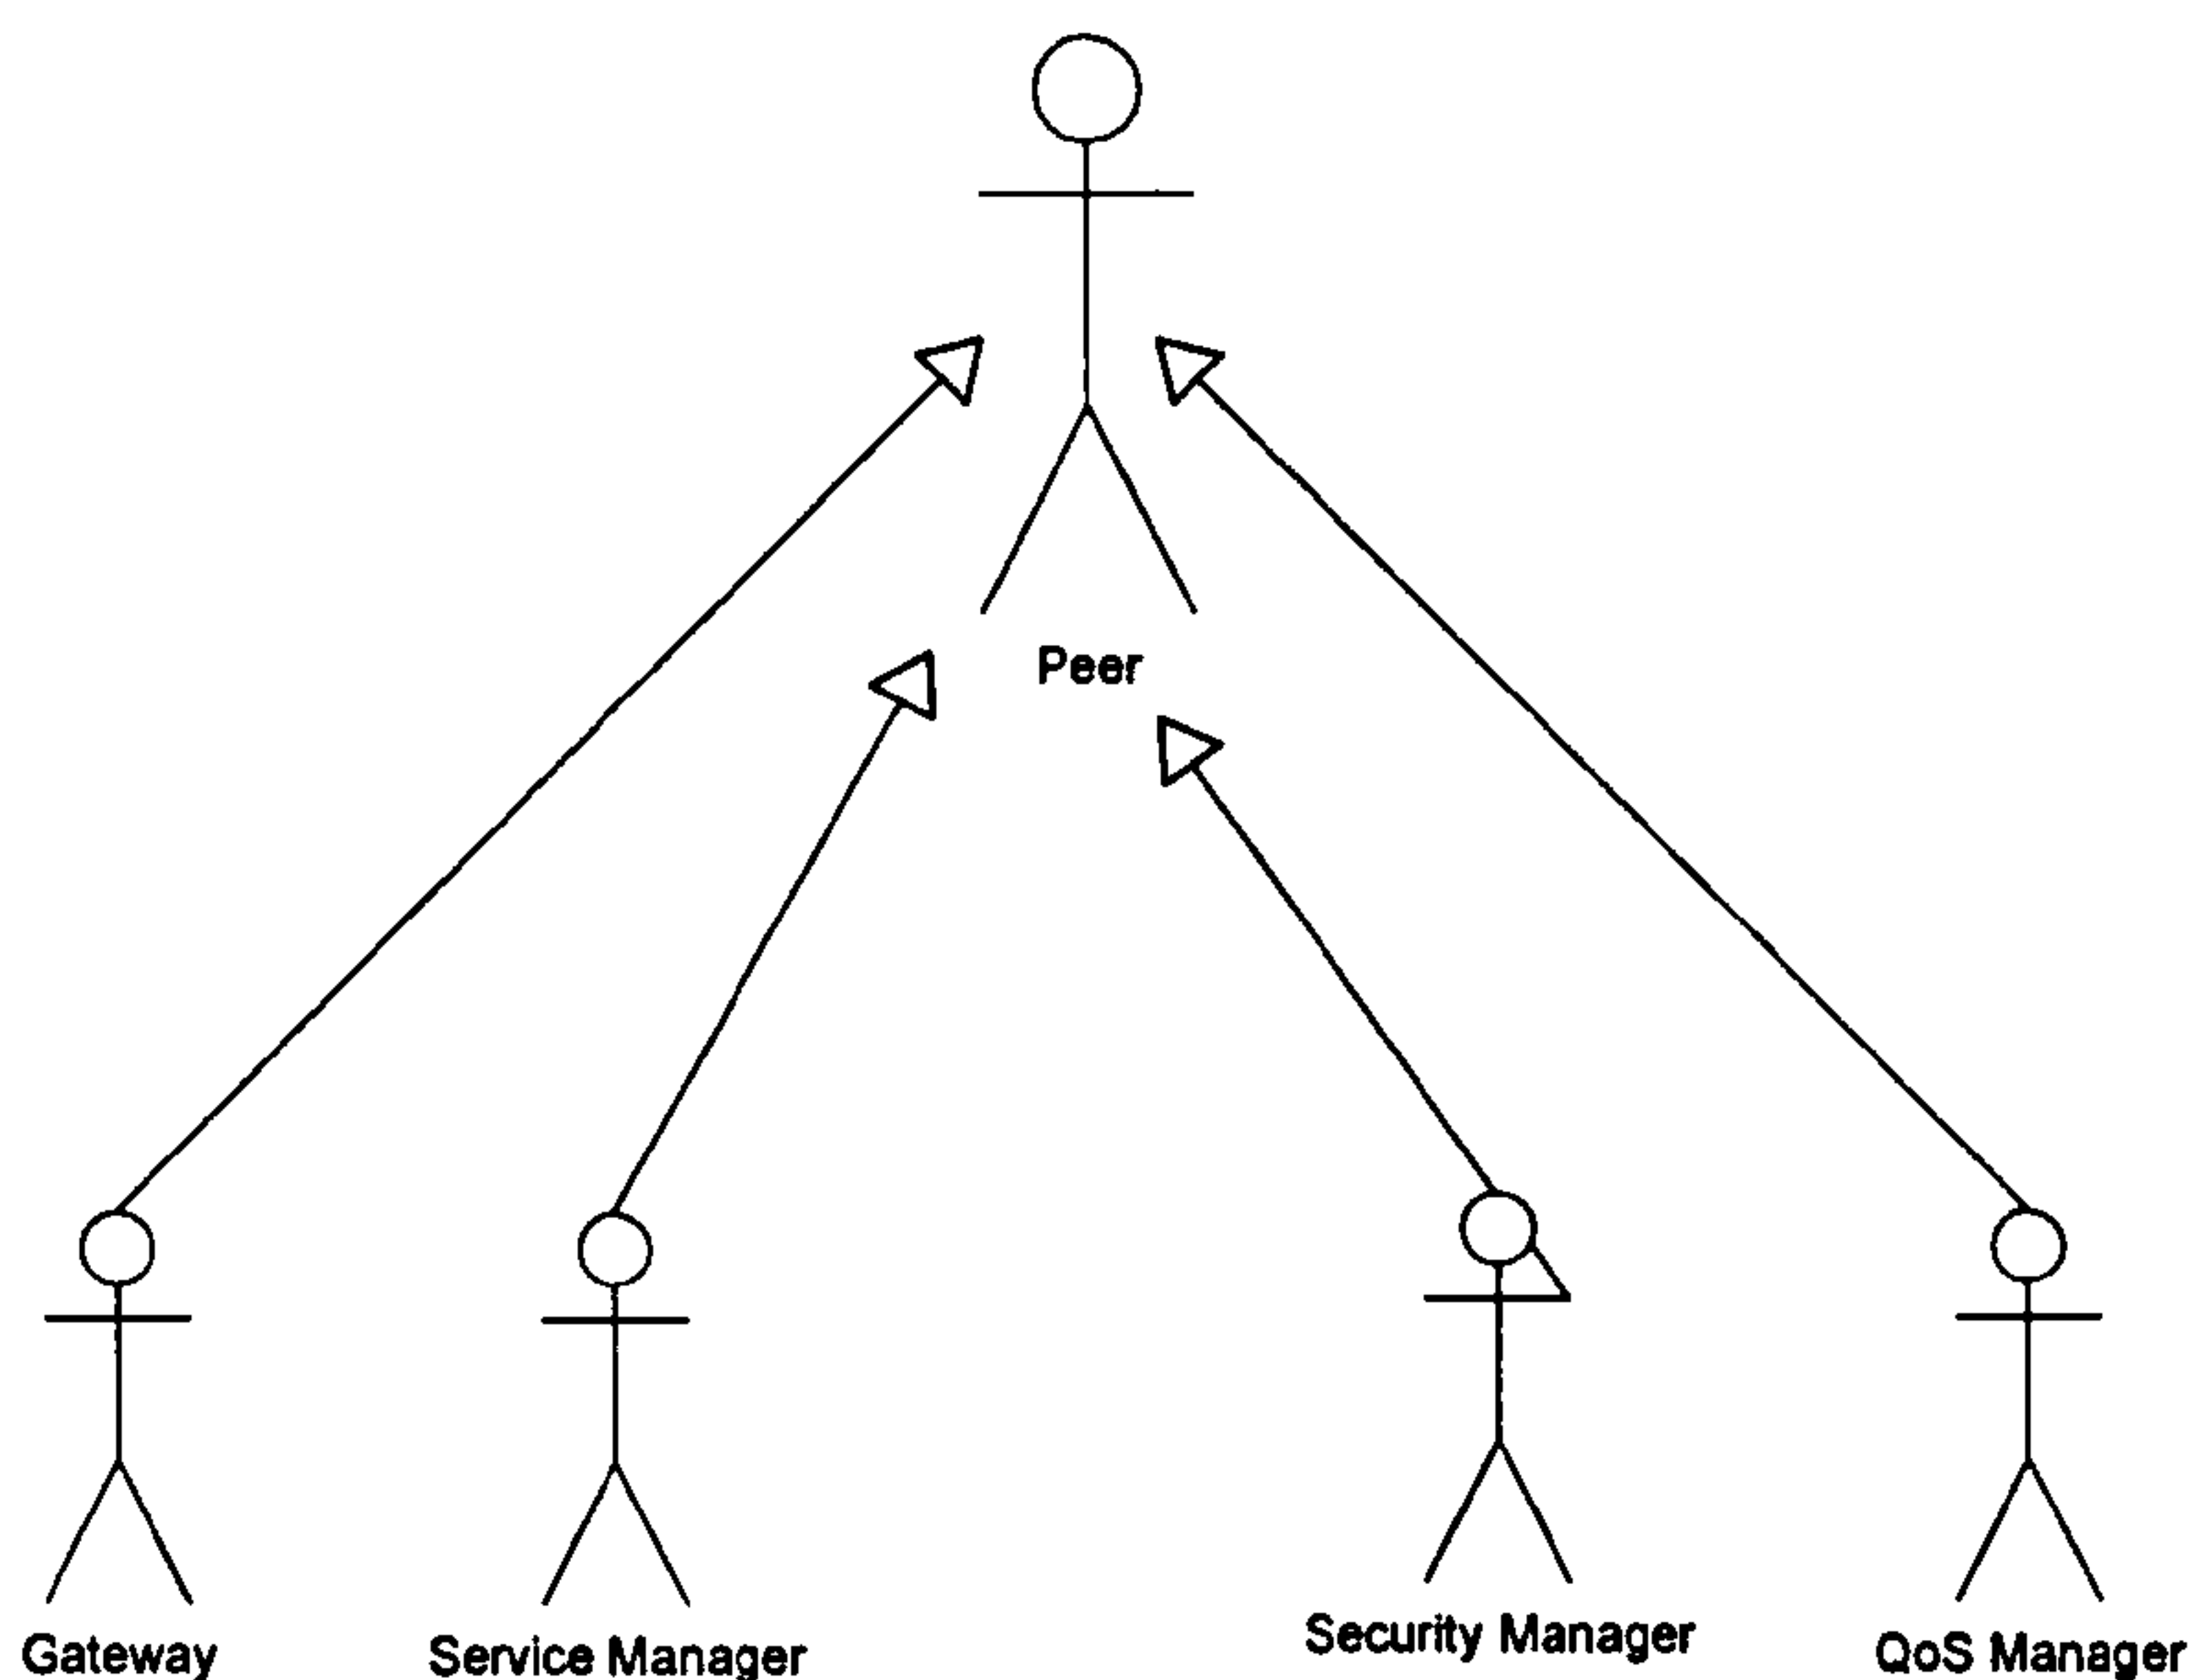 Peer
Gateway
Service Manager
Security Manager
QoS Manager